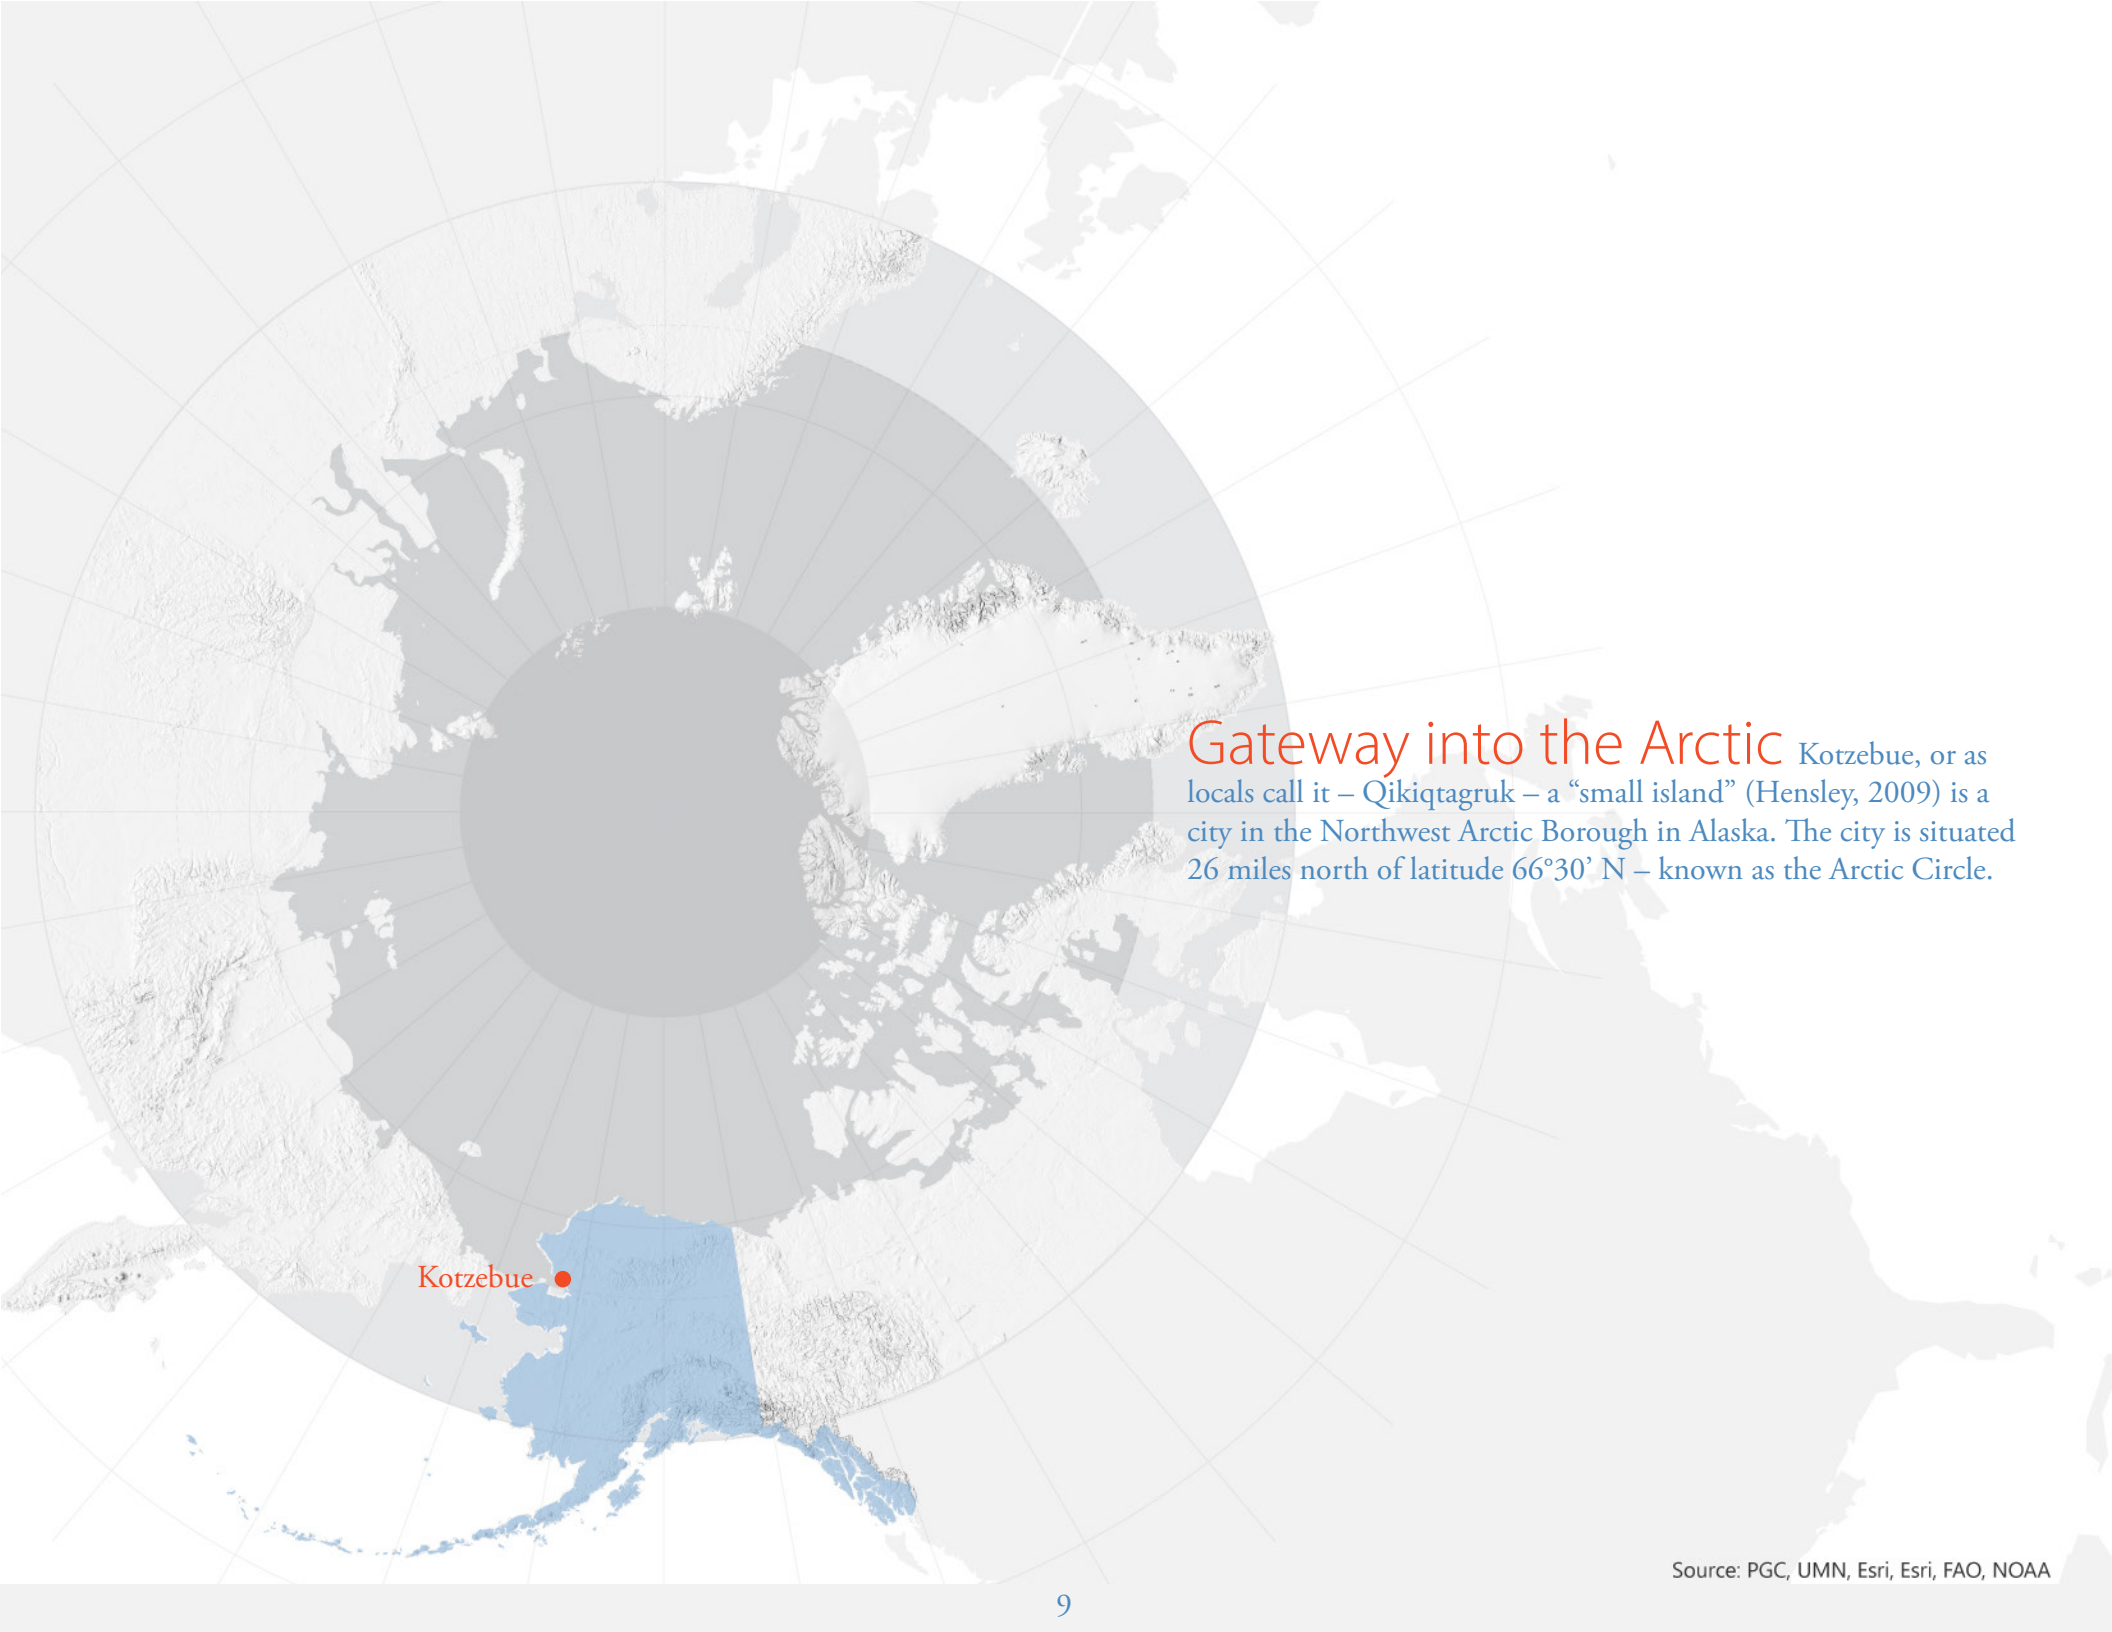 Gateway into the Arctic Kotzebue, or as
locals call it – Qikiqtagruk – a “small island” (Hensley, 2009) is a
city in the Northwest Arctic Borough in Alaska. The city is situated
26 miles north of latitude 66°30’ N – known as the Arctic Circle.
Kotzebue
Source: PGC, UMN, Esri, Esri, FAO, NOAA
9